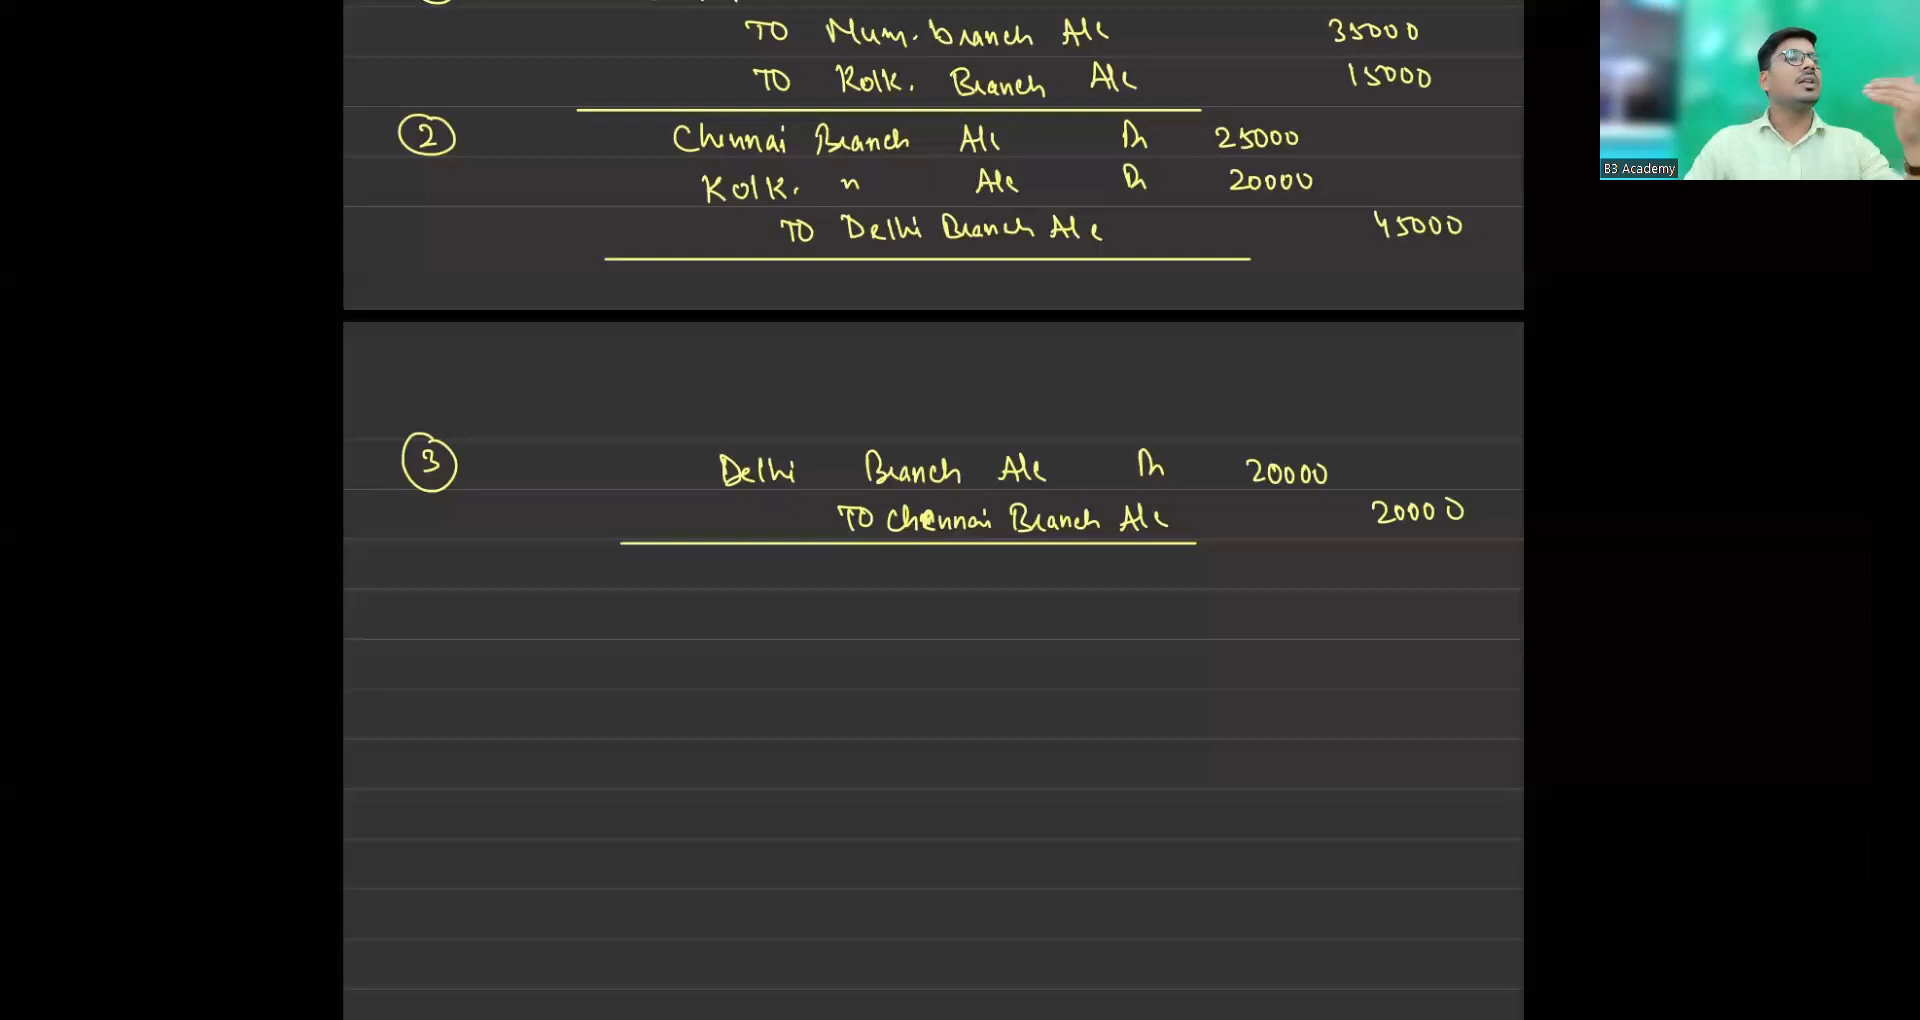 TO Mum. branch A/c 35000
TO Kolk. Branch A/c 15000
2 Chennai Branch A/c Dr 25000
Kolk. " A/c Dr 20000
TO Delhi Branch A/c 45000
3 Delhi Branch A/c Dr 20000
TO Chennai Branch A/c 20000
B3 Academy